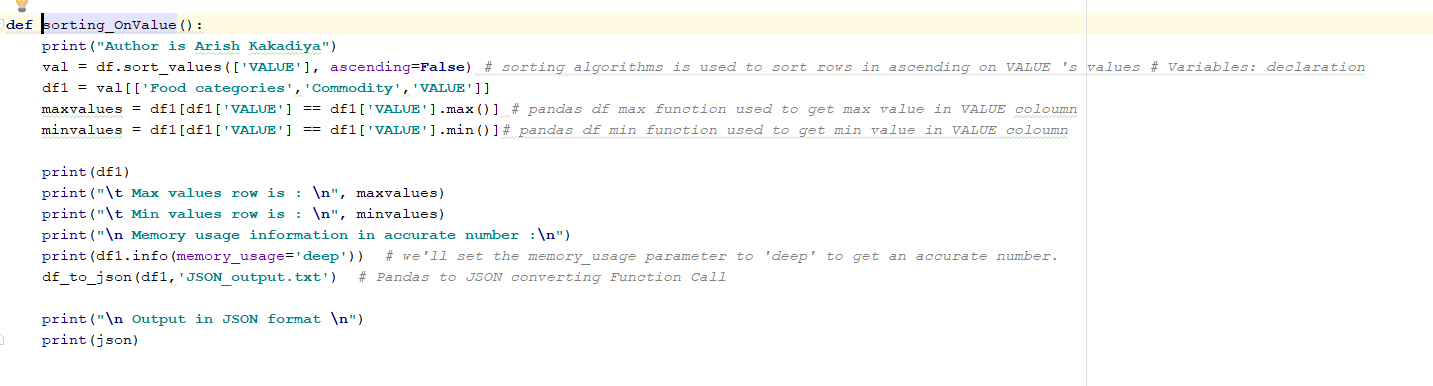 def sorting_OnValue():
    print("Author is Arish Kakadiya")
    val = df.sort_values(['VALUE'], ascending=False) # sorting algorithms is used to sort rows in ascending on VALUE 's values # Variables: declaration
    df1 = val[['Food categories','Commodity','VALUE']]
    maxvalues = df1[df1['VALUE'] == df1['VALUE'].max()] # pandas df max function used to get max value in VALUE coloumn
    minvalues = df1[df1['VALUE'] == df1['VALUE'].min()]# pandas df min function used to get min value in VALUE coloumn
    print(df1)
    print("\t Max values row is : \n", maxvalues)
    print("\t Min values row is : \n", minvalues)
    print("\n Memory usage information in accurate number :\n")
    print(df1.info(memory_usage='deep'))  # we'll set the memory_usage parameter to 'deep' to get an accurate number.
    df_to_json(df1,'JSON_output.txt')  # Pandas to JSON converting Function Call
    print("\n Output in JSON format \n")
    print(json)